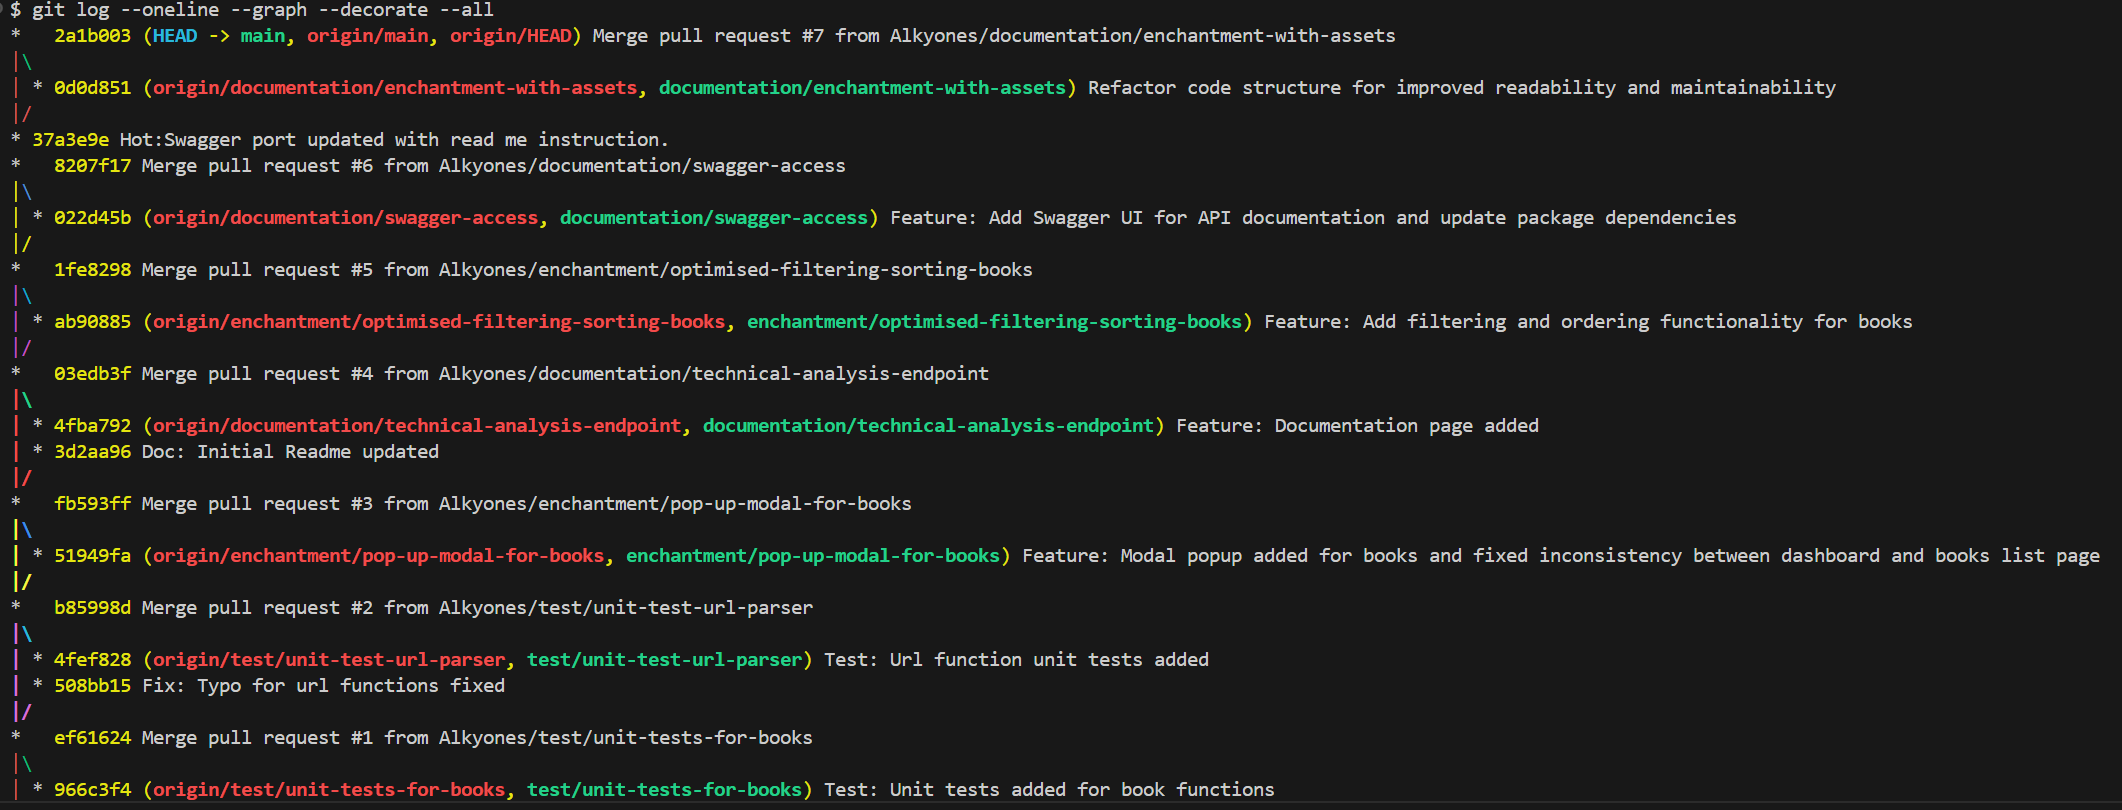 $ git log --oneline --graph --decorate --all
*   2a1b003 (HEAD -> main, origin/main, origin/HEAD) Merge pull request #7 from Alkyones/documentation/enchantment-with-assets
|\
| * 0d0d851 (origin/documentation/enchantment-with-assets, documentation/enchantment-with-assets) Refactor code structure for improved readability and maintainability
|/
* 37a3e9e Hot:Swagger port updated with read me instruction.
*   8207f17 Merge pull request #6 from Alkyones/documentation/swagger-access
|\
| * 022d45b (origin/documentation/swagger-access, documentation/swagger-access) Feature: Add Swagger UI for API documentation and update package dependencies
|/
*   1fe8298 Merge pull request #5 from Alkyones/enchantment/optimised-filtering-sorting-books
|\
| * ab90885 (origin/enchantment/optimised-filtering-sorting-books, enchantment/optimised-filtering-sorting-books) Feature: Add filtering and ordering functionality for books
|/
*   03edb3f Merge pull request #4 from Alkyones/documentation/technical-analysis-endpoint
|\
| * 4fba792 (origin/documentation/technical-analysis-endpoint, documentation/technical-analysis-endpoint) Feature: Documentation page added
| * 3d2aa96 Doc: Initial Readme updated
|/
*   fb593ff Merge pull request #3 from Alkyones/enchantment/pop-up-modal-for-books
|\
| * 51949fa (origin/enchantment/pop-up-modal-for-books, enchantment/pop-up-modal-for-books) Feature: Modal popup added for books and fixed inconsistency between dashboard and books list page
|/
*   b85998d Merge pull request #2 from Alkyones/test/unit-test-url-parser
|\
| * 4fef828 (origin/test/unit-test-url-parser, test/unit-test-url-parser) Test: Url function unit tests added
| * 508bb15 Fix: Typo for url functions fixed
|/
*   ef61624 Merge pull request #1 from Alkyones/test/unit-tests-for-books
|\
| * 966c3f4 (origin/test/unit-tests-for-books, test/unit-tests-for-books) Test: Unit tests added for book functions